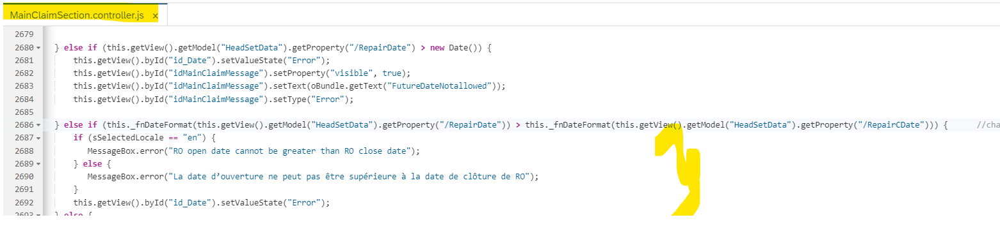 MainClaimSection.controller.js ×
2679
2680 } else if (this.getView().getModel("HeadSetData").getProperty("/RepairDate") > new Date()) {
2681 this.getView().byId("id_Date").setValueState("Error");
2682 this.getView().byId("idMainClaimMessage").setProperty("visible", true);
2683 this.getView().byId("idMainClaimMessage").setText(oBundle.getText("FutureDateNotallowed"));
2684 this.getView().byId("idMainClaimMessage").setType("Error");
2685
2686 } else if (this._fnDateFormat(this.getView().getModel("HeadSetData").getProperty("/RepairDate")) > this._fnDateFormat(this.getView().getModel("HeadSetData").getProperty("/RepairCDate"))) { //cha
2687 if (sSelectedLocale == "en") {
2688 MessageBox.error("RO open date cannot be greater than RO close date");
2689 } else {
2690 MessageBox.error("La date d’ouverture ne peut pas être supérieure à la date de clôture de RO");
2691 }
2692 this.getView().byId("id_Date").setValueState("Error");
2693 } else {